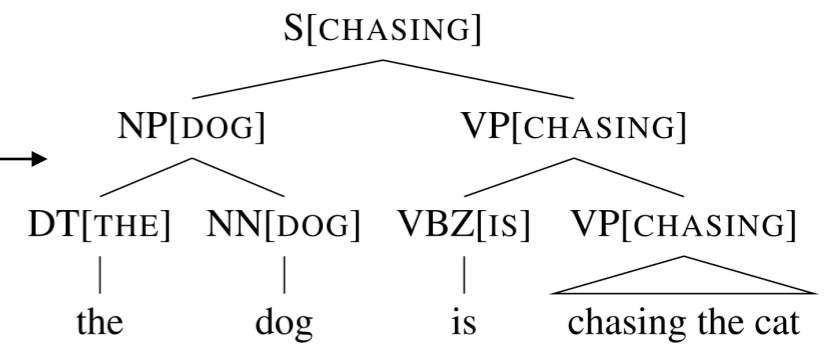 S[CHASING]
NP[DOG] VP[CHASING]
DT[THE] NN[DOG] VBZ[IS] VP[CHASING]
the dog is chasing the cat